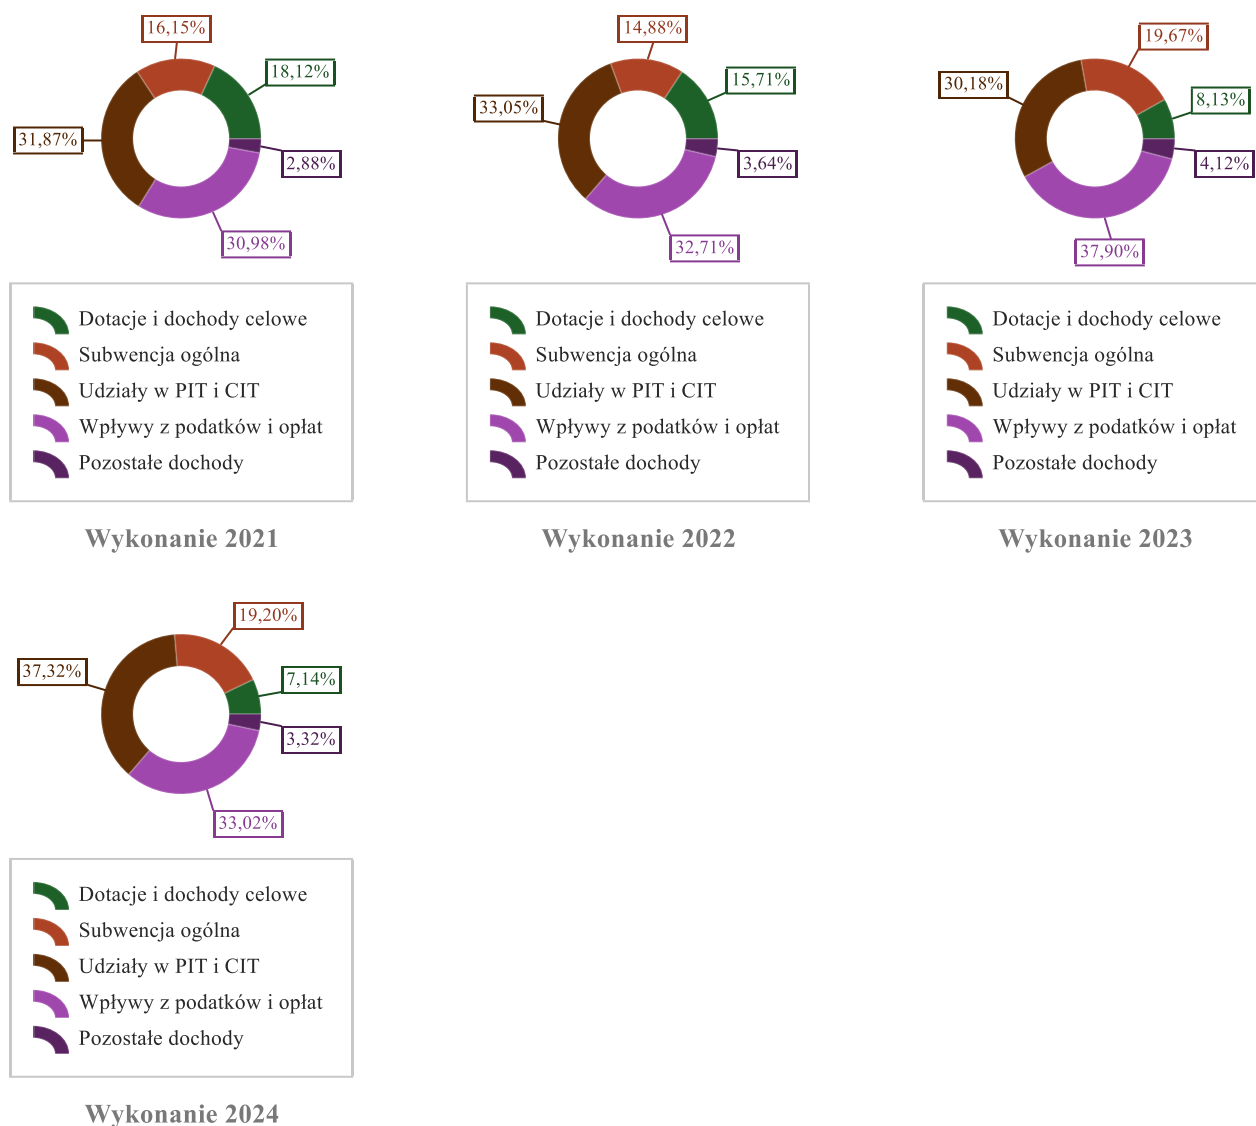 16,15%
18,12%
31,87%
2,88%
30,98%
Dotacje i dochody celowe
Subwencja ogólna
Udziały w PIT i CIT
Wpływy z podatków i opłat
Pozostałe dochody
Wykonanie 2021
14,88%
15,71%
33,05%
3,64%
32,71%
Dotacje i dochody celowe
Subwencja ogólna
Udziały w PIT i CIT
Wpływy z podatków i opłat
Pozostałe dochody
Wykonanie 2022
19,67%
30,18%
8,13%
4,12%
37,90%
Dotacje i dochody celowe
Subwencja ogólna
Udziały w PIT i CIT
Wpływy z podatków i opłat
Pozostałe dochody
Wykonanie 2023
19,20%
37,32%
7,14%
3,32%
33,02%
Dotacje i dochody celowe
Subwencja ogólna
Udziały w PIT i CIT
Wpływy z podatków i opłat
Pozostałe dochody
Wykonanie 2024